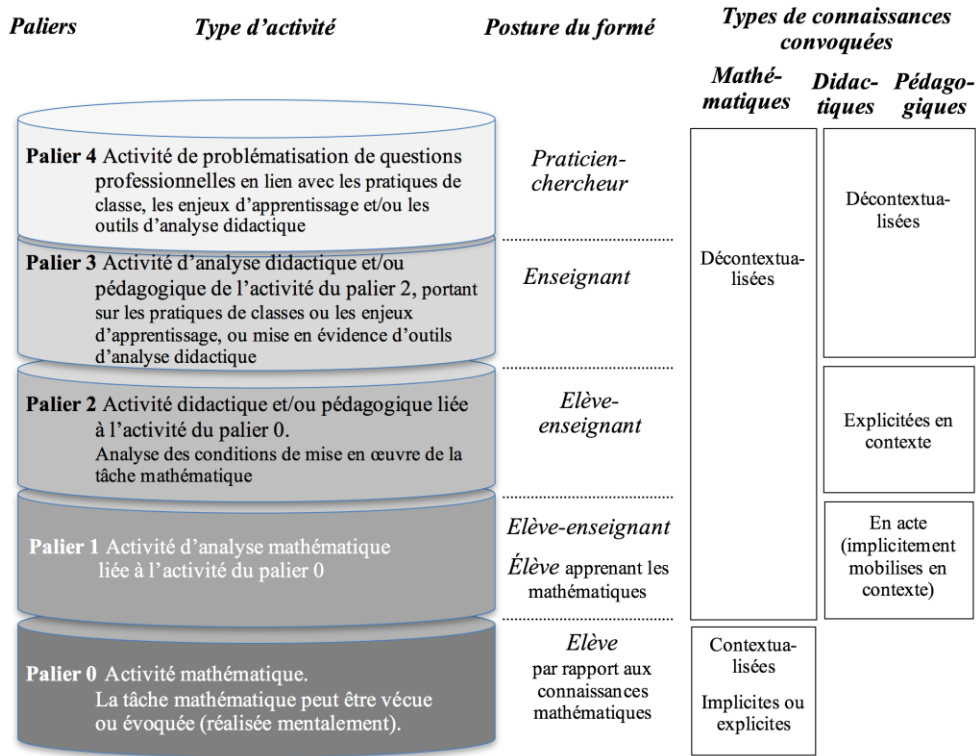 Paliers
Type d'activité
Posture du formé
Types de connaissances
convoquées
Mathé-
matiques
Didac-
tiques
Pédago-
giques
Palier 4 Activité de problématisation de questions
professionnelles en lien avec les pratiques de
classe, les enjeux d'apprentissage et/ou les
outils d'analyse didactique
Praticien-
chercheur
Palier 3 Activité d'analyse didactique et/ou
pédagogique de l'activité du palier 2, portant
sur les pratiques de classes ou les enjeux
d'apprentissage, ou mise en évidence d'outils
d'analyse didactique
Enseignant
Décontextua-
lisées
Décontextua-
lisées
Palier 2 Activité didactique et/ou pédagogique liée
à l'activité du palier 0.
Analyse des conditions de mise en œuvre de la
tâche mathématique
Elève-
enseignant
Explicitées en
contexte
Palier 1 Activité d'analyse mathématique
liée à l'activité du palier 0
Elève-enseignant
Élève apprenant les
mathématiques
En acte
(implicitement
mobilises en
contexte)
Palier 0 Activité mathématique.
La tâche mathématique peut être vécue
ou évoquée (réalisée mentalement).
Elève
par rapport aux
connaissances
mathématiques
Contextua-
lisées
Implicites ou
explicites